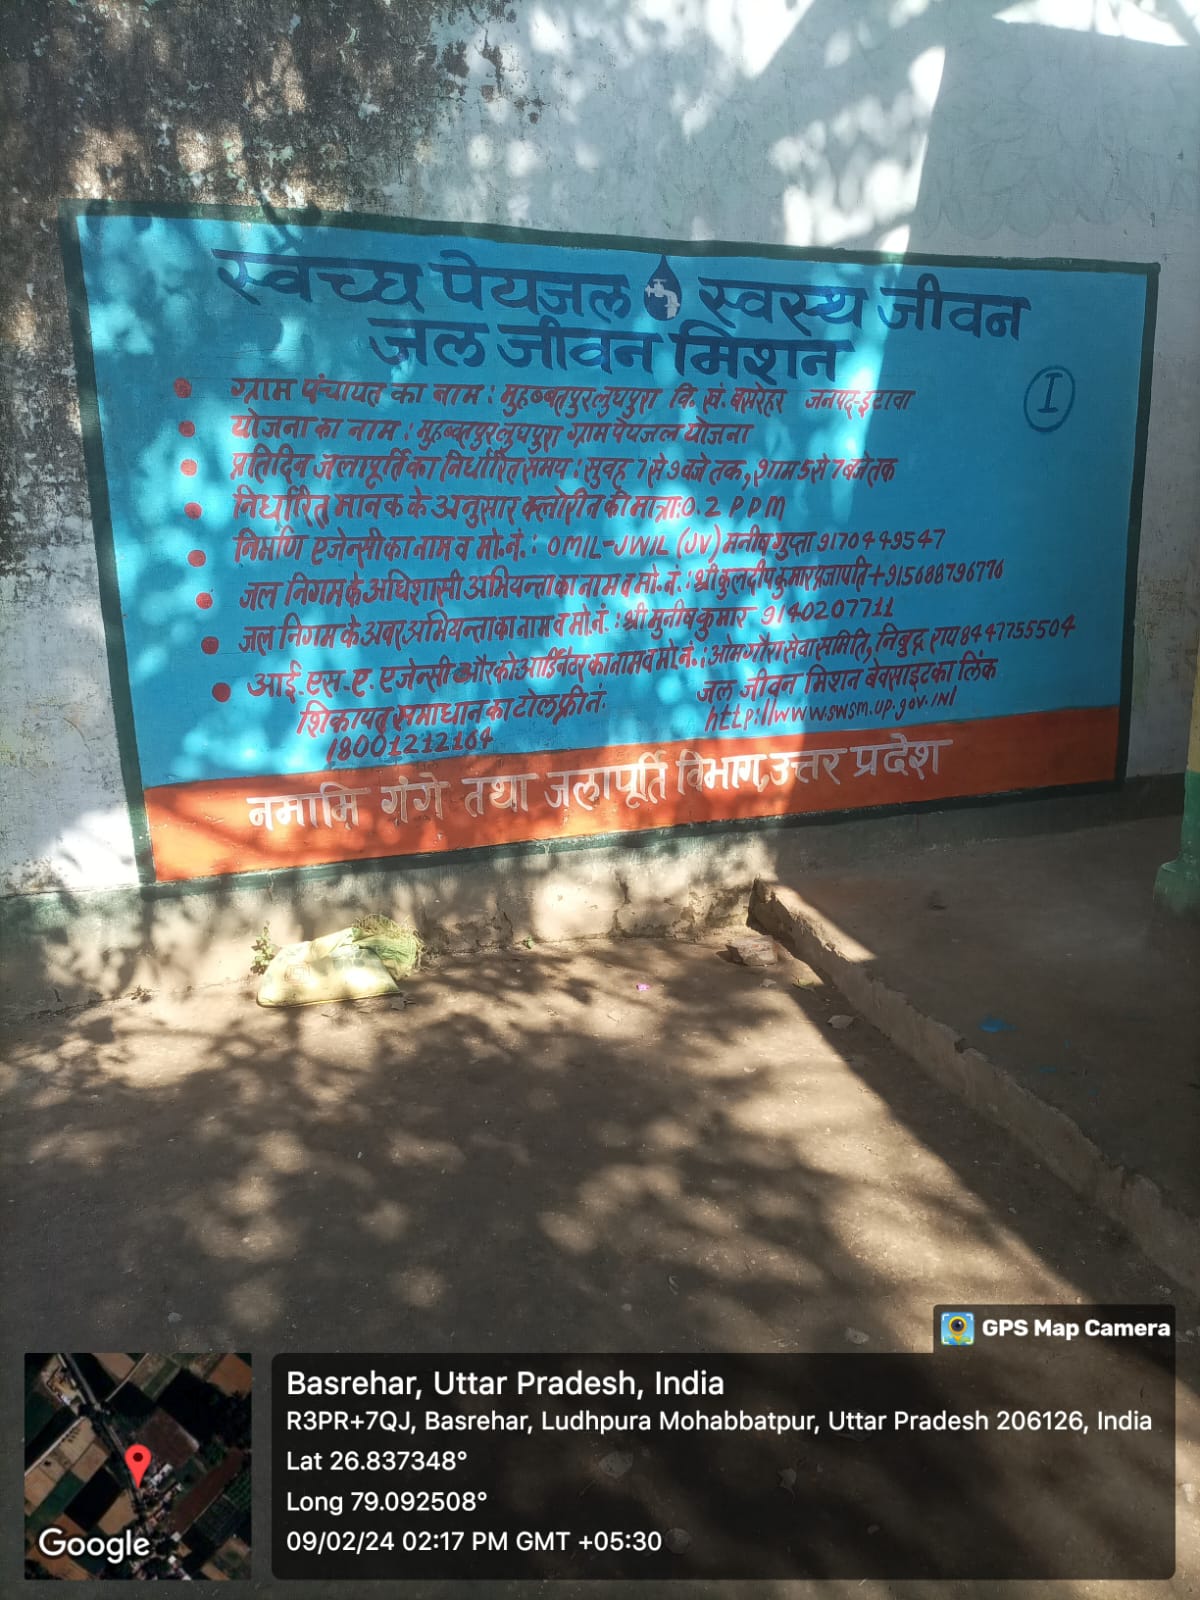 स्वच्छ पेयजल स्वस्थ जीवन
जल जीवन मिशन
I
ग्राम पंचायत का नाम : मुहब्बतपुर लुधपुरा वि. खं. बसरेहर जनपद-इटावा
योजना का नाम : मुहब्बतपुर लुधपुरा ग्राम पेयजल योजना
प्रतिदिन जलापूर्ति का निर्धारित समय : सुबह 7 से 9 बजे तक, शाम 5 से 7 बजे तक
निर्धारित मानक के अनुसार क्लोरीन की मात्रा: 0.2 PPM
निर्माण एजेन्सी का नाम व मो. नं. : OMIL-JWIL (JV) मनीष गुप्ता 9170449547
जल निगम के अधिशासी अभियन्ता का नाम व मो. नं. : श्री कुलदीप कुमार प्रजापति +915688796776
जल निगम के अवर अभियन्ता का नाम व मो. नं. : श्री मुनीष कुमार 9140207711
आई. एस. ए. एजेन्सी और कोआर्डिनेटर का नाम व मो. नं. : ओम गौरा सेवा समिति, निबुद्व राय 8447755504
शिकायत समाधान का टोल फ्री नं.
18001212164
जल जीवन मिशन बेवसाइट का लिंक
http://www.swsm.up.gov.in/
नमामि गंगे तथा जलापूर्ति विभाग, उत्तर प्रदेश
GPS Map Camera
Basrehar, Uttar Pradesh, India
R3PR+7QJ, Basrehar, Ludhpura Mohabbatpur, Uttar Pradesh 206126, India
Lat 26.837348°
Long 79.092508°
09/02/24 02:17 PM GMT +05:30
Google